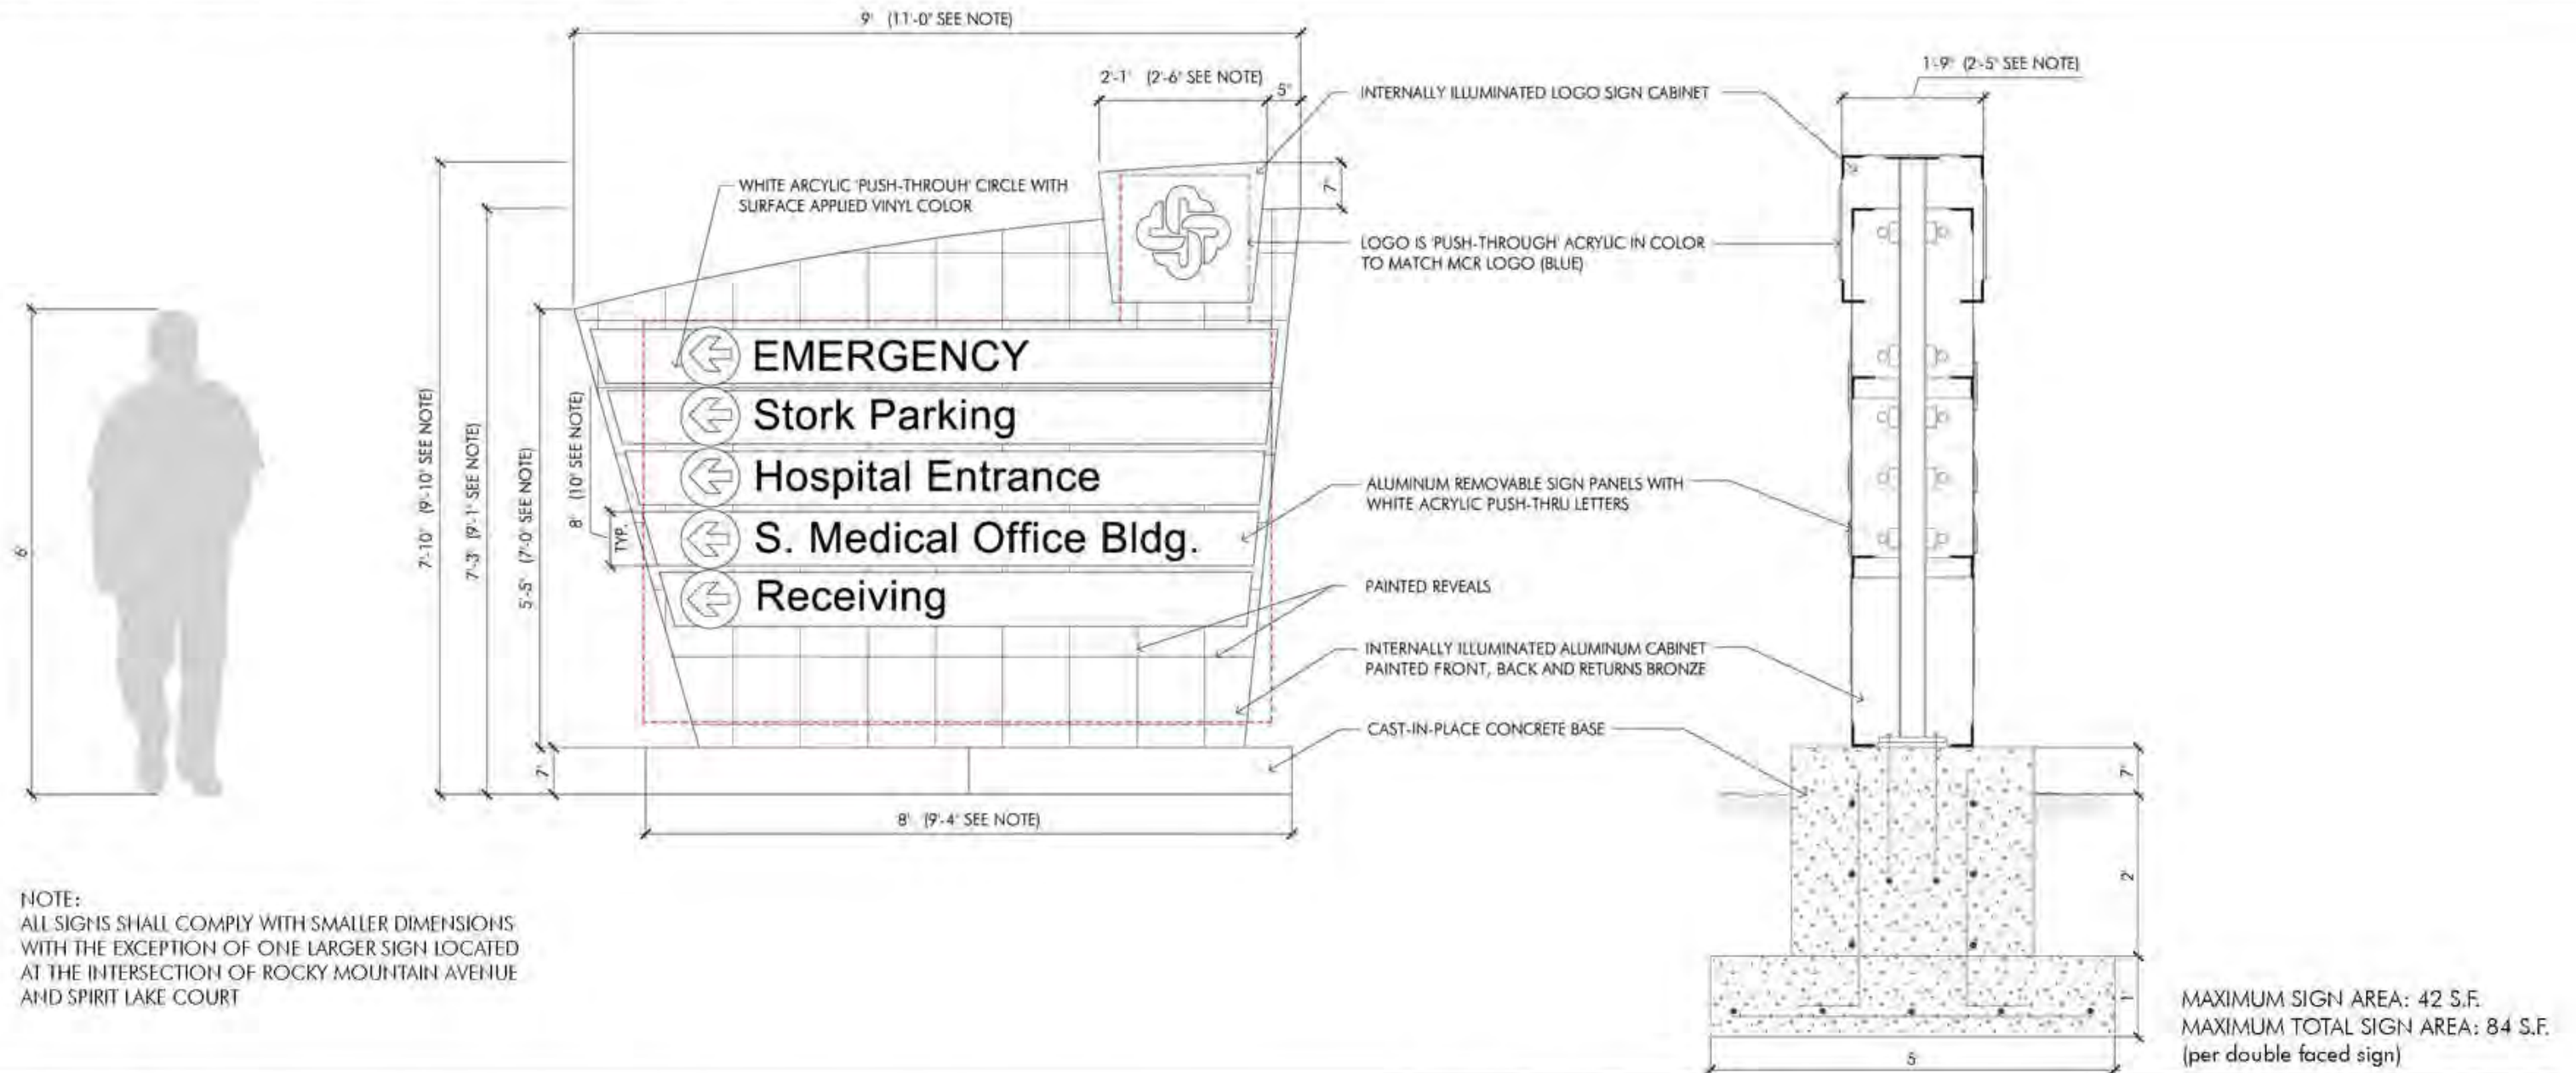 9' (11'-0" SEE NOTE)
2'-1" (2'-6" SEE NOTE)
5"
1'-9" (2'-5" SEE NOTE)
INTERNALLY ILLUMINATED LOGO SIGN CABINET
WHITE ARCYLIC 'PUSH-THROUH' CIRCLE WITH
SURFACE APPLIED VINYL COLOR
7"
LOGO IS 'PUSH-THROUGH' ACRYLIC IN COLOR
TO MATCH MCR LOGO (BLUE)
6'
7'-10" (9'-10" SEE NOTE)
7'-3" (9'-1" SEE NOTE)
5'-5" (7'-0" SEE NOTE)
8" (10" SEE NOTE)
TYP.
EMERGENCY
Stork Parking
Hospital Entrance
S. Medical Office Bldg.
Receiving
ALUMINUM REMOVABLE SIGN PANELS WITH
WHITE ACRYLIC PUSH-THRU LETTERS
PAINTED REVEALS
INTERNALLY ILLUMINATED ALUMINUM CABINET
PAINTED FRONT, BACK AND RETURNS BRONZE
CAST-IN-PLACE CONCRETE BASE
7"
8' (9'-4" SEE NOTE)
7"
2'
1'
5'
NOTE:
ALL SIGNS SHALL COMPLY WITH SMALLER DIMENSIONS
WITH THE EXCEPTION OF ONE LARGER SIGN LOCATED
AT THE INTERSECTION OF ROCKY MOUNTAIN AVENUE
AND SPIRIT LAKE COURT
MAXIMUM SIGN AREA: 42 S.F.
MAXIMUM TOTAL SIGN AREA: 84 S.F.
(per double faced sign)